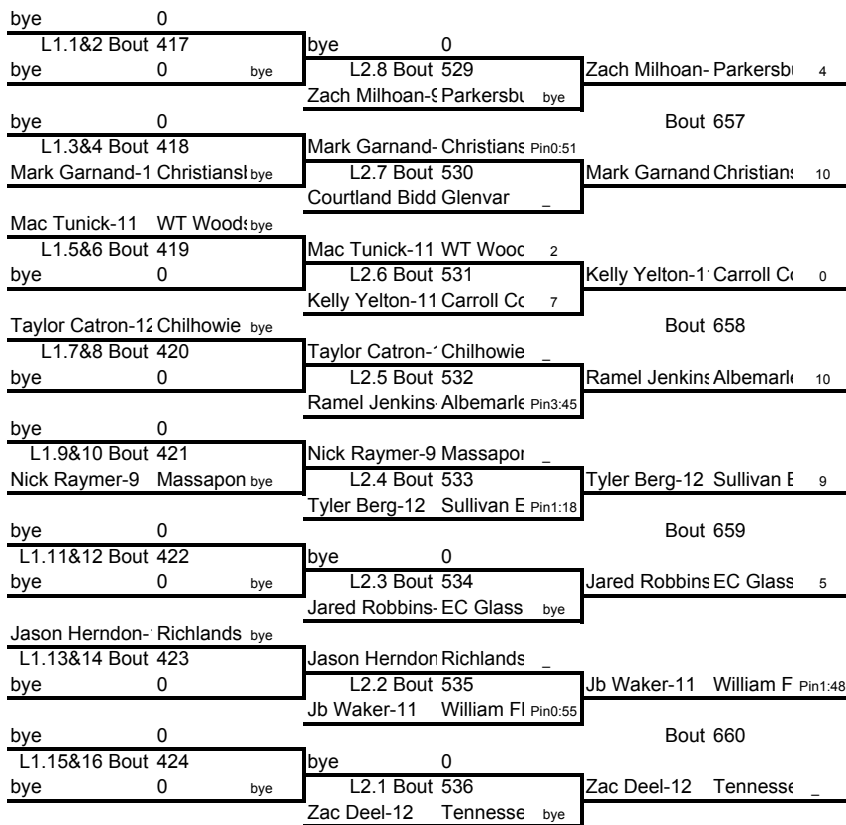 bye 0
L1.1&2 Bout 417 bye 0
bye 0 bye L2.8 Bout 529 Zach Milhoan- Parkersbu 4
Zach Milhoan-9 Parkersbu bye
bye 0 Bout 657
L1.3&4 Bout 418 Mark Garnand- Christians Pin0:51
Mark Garnand-1 Christiansl bye L2.7 Bout 530 Mark Garnand Christians 10
Courtland Bidd Glenvar _
Mac Tunick-11 WT Woods bye
L1.5&6 Bout 419 Mac Tunick-11 WT Wood 2
bye 0 L2.6 Bout 531 Kelly Yelton-11 Carroll Co 0
Kelly Yelton-11 Carroll Co 7
Taylor Catron-12 Chilhowie bye Bout 658
L1.7&8 Bout 420 Taylor Catron-1 Chilhowie _
bye 0 L2.5 Bout 532 Ramel Jenkins Albemarle 10
Ramel Jenkins- Albemarle Pin3:45
bye 0
L1.9&10 Bout 421 Nick Raymer-9 Massapon _
Nick Raymer-9 Massapon bye L2.4 Bout 533 Tyler Berg-12 Sullivan E 9
Tyler Berg-12 Sullivan E Pin1:18
bye 0 Bout 659
L1.11&12 Bout 422 bye 0
bye 0 bye L2.3 Bout 534 Jared Robbins EC Glass 5
Jared Robbins- EC Glass bye
Jason Herndon- Richlands bye
L1.13&14 Bout 423 Jason Herndon Richlands _
bye 0 L2.2 Bout 535 Jb Waker-11 William F Pin1:48
Jb Waker-11 William Fl Pin0:55
bye 0 Bout 660
L1.15&16 Bout 424 bye 0
bye 0 bye L2.1 Bout 536 Zac Deel-12 Tennesse _
Zac Deel-12 Tennesse bye